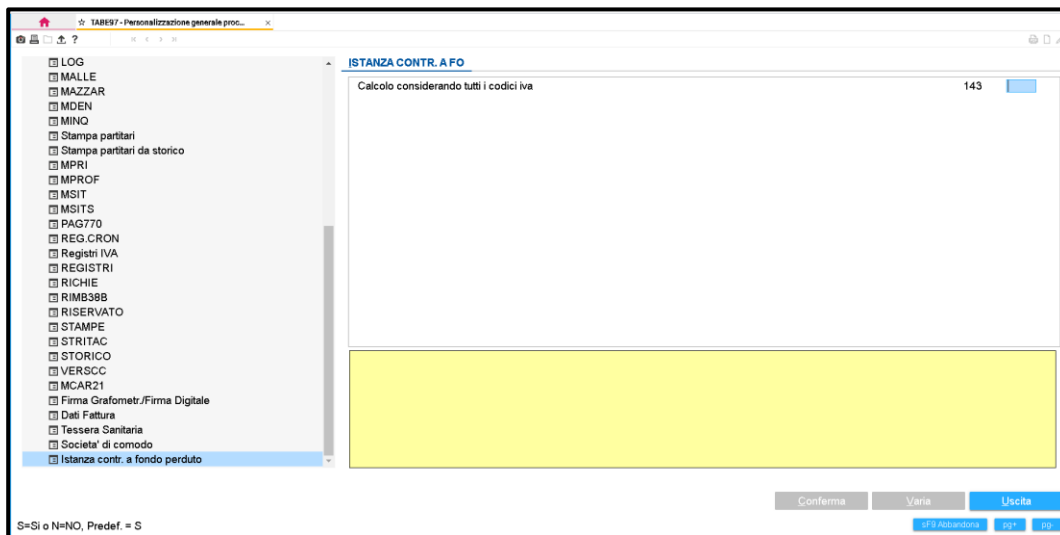 TABE97 - Personalizzazione generale proc...
LOG
MALLE
MAZZAR
MDEN
MINQ
Stampa partitari
Stampa partitari da storico
MPRI
MPROF
MSIT
MSITS
PAG770
REG.CRON
Registri IVA
REGISTRI
RICHIE
RIMB38B
RISERVATO
STAMPE
STRITAC
STORICO
VERSCC
MCAR21
Firma Grafometr./Firma Digitale
Dati Fattura
Tessera Sanitaria
Societa' di comodo
Istanza contr. a fondo perduto
ISTANZA CONTR. A FO
Calcolo considerando tutti i codici iva 143
Conferma Varia Uscita
S=Si o N=NO, Predef. = S
sF9 Abbandona pg+ pg-